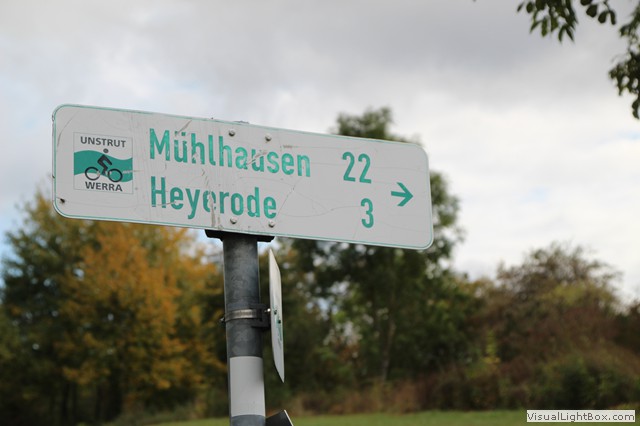 UNSTRUT
WERRA
Mühlhausen 22
Heyerode 3
VisualLightBox.com